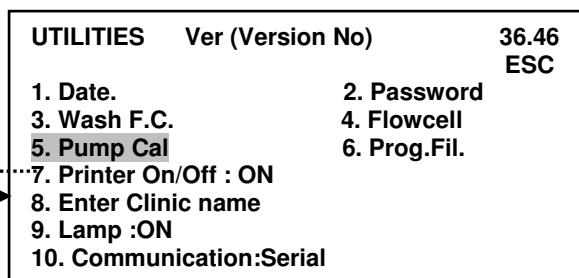 UTILITIES Ver (Version No) 36.46
ESC
1. Date. 2. Password
3. Wash F.C. 4. Flowcell
5. Pump Cal 6. Prog.Fil.
7. Printer On/Off : ON
8. Enter Clinic name
9. Lamp :ON
10. Communication:Serial